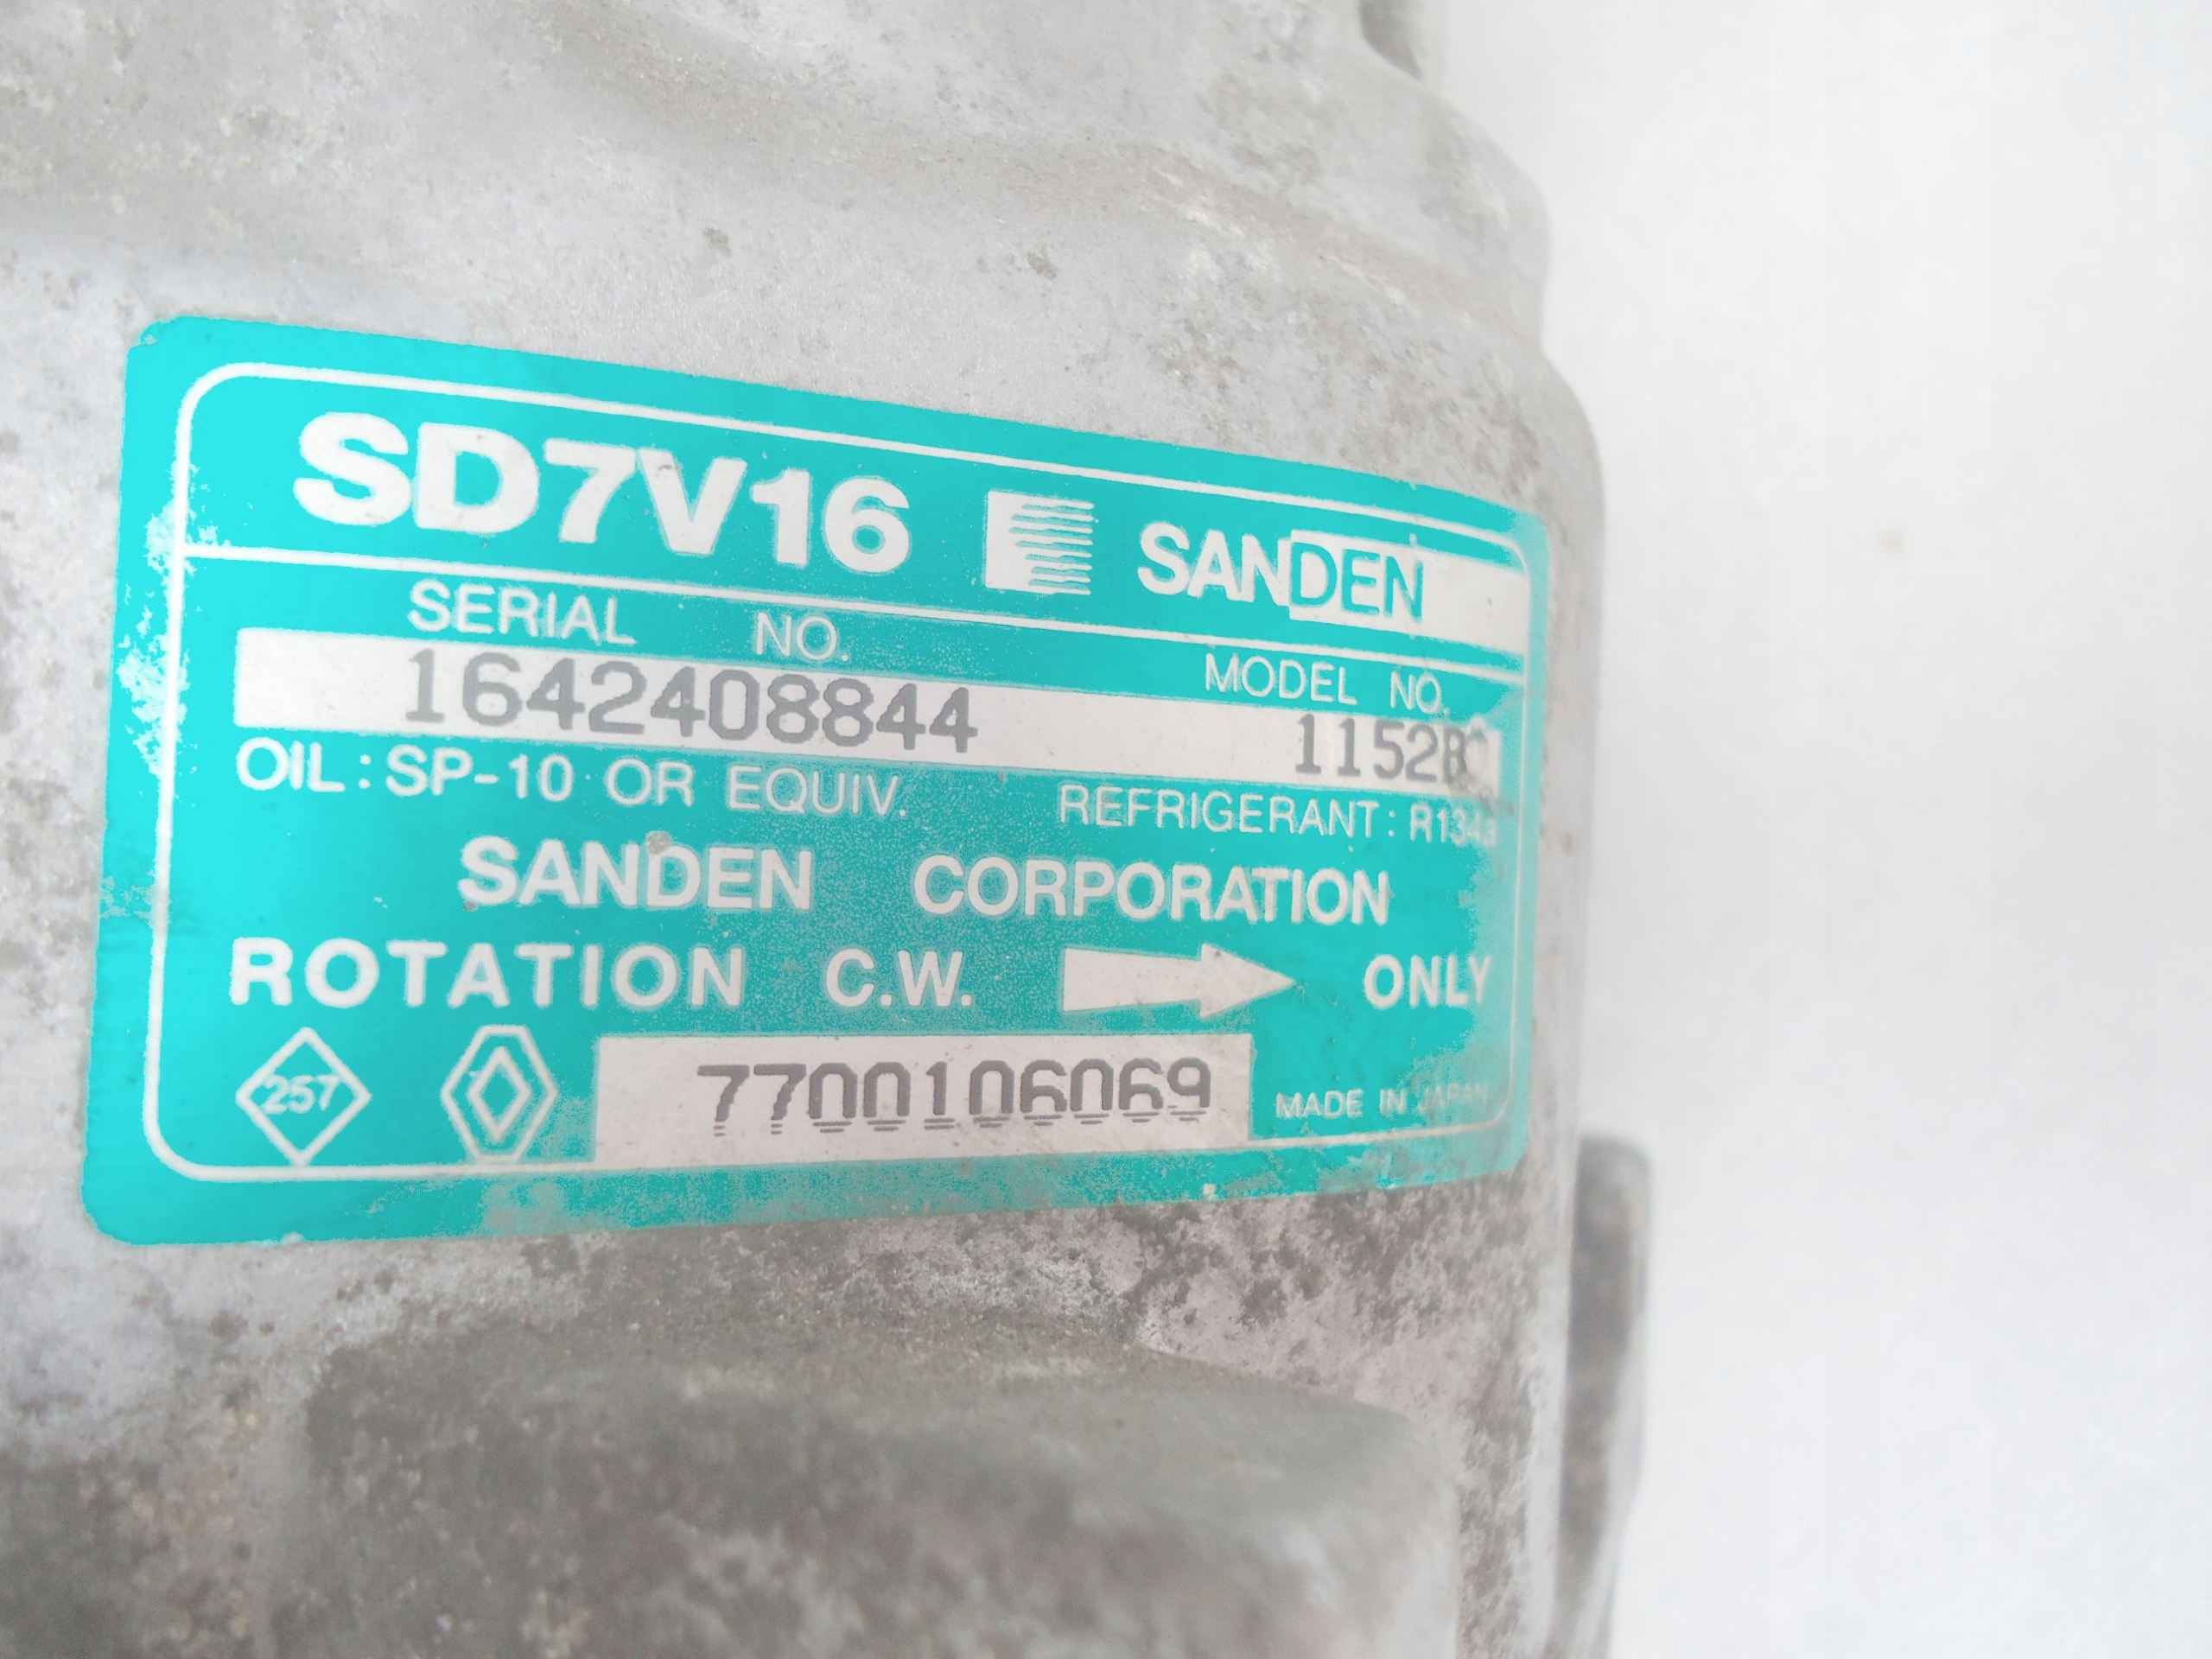 SD7V16 SANDEN
SERIAL NO. MODEL NO.
1642408844
OIL: SP-10 OR EQUIV. REFRIGERANT: R134a
SANDEN CORPORATION
ROTATION C.W. ONLY
257 7700106069 MADE IN JAPAN